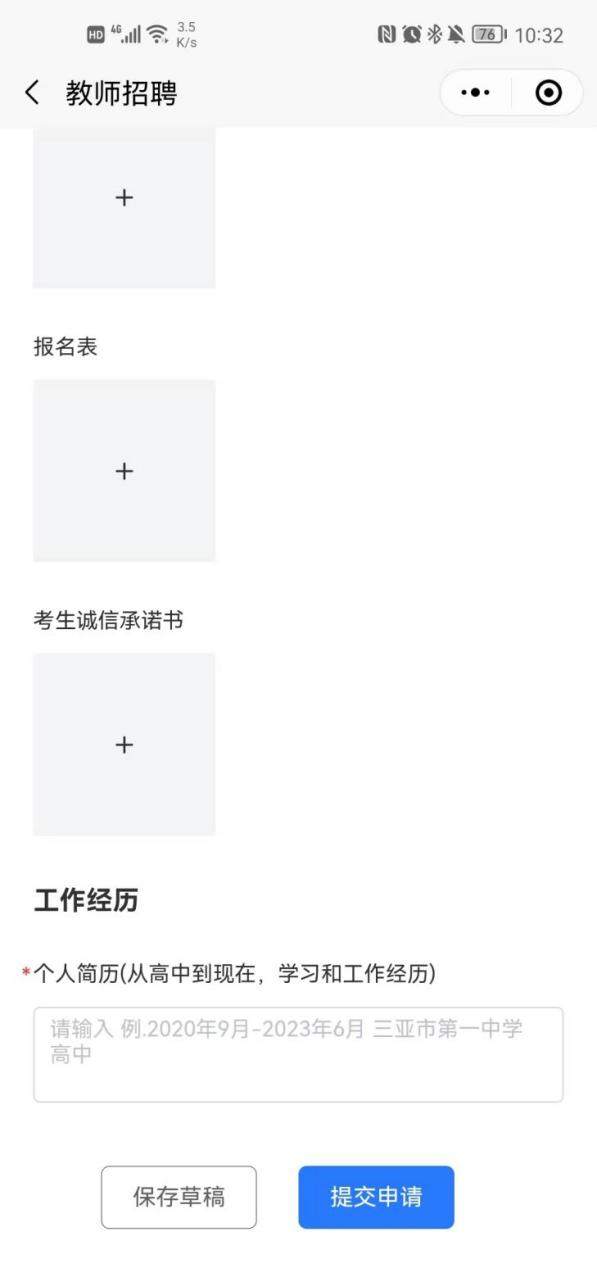 HD 4G 3.5 K/s 76 10:32
教师招聘
报名表
考生诚信承诺书
工作经历
*个人简历(从高中到现在，学习和工作经历)
请输入 例.2020年9月-2023年6月 三亚市第一中学
高中
保存草稿 提交申请